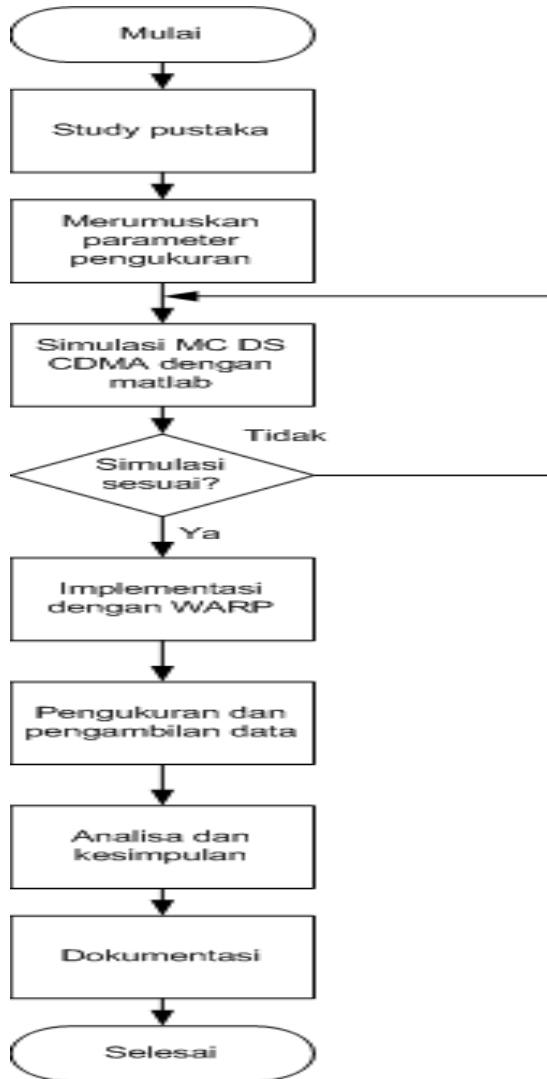 Mulai
Study pustaka
Merumuskan
parameter
pengukuran
Simulasi MC DS
CDMA dengan
matlab
Tidak
Simulasi
sesuai?
Ya
Implementasi
dengan WARP
Pengukuran dan
pengambilan data
Analisa dan
kesimpulan
Dokumentasi
Selesai